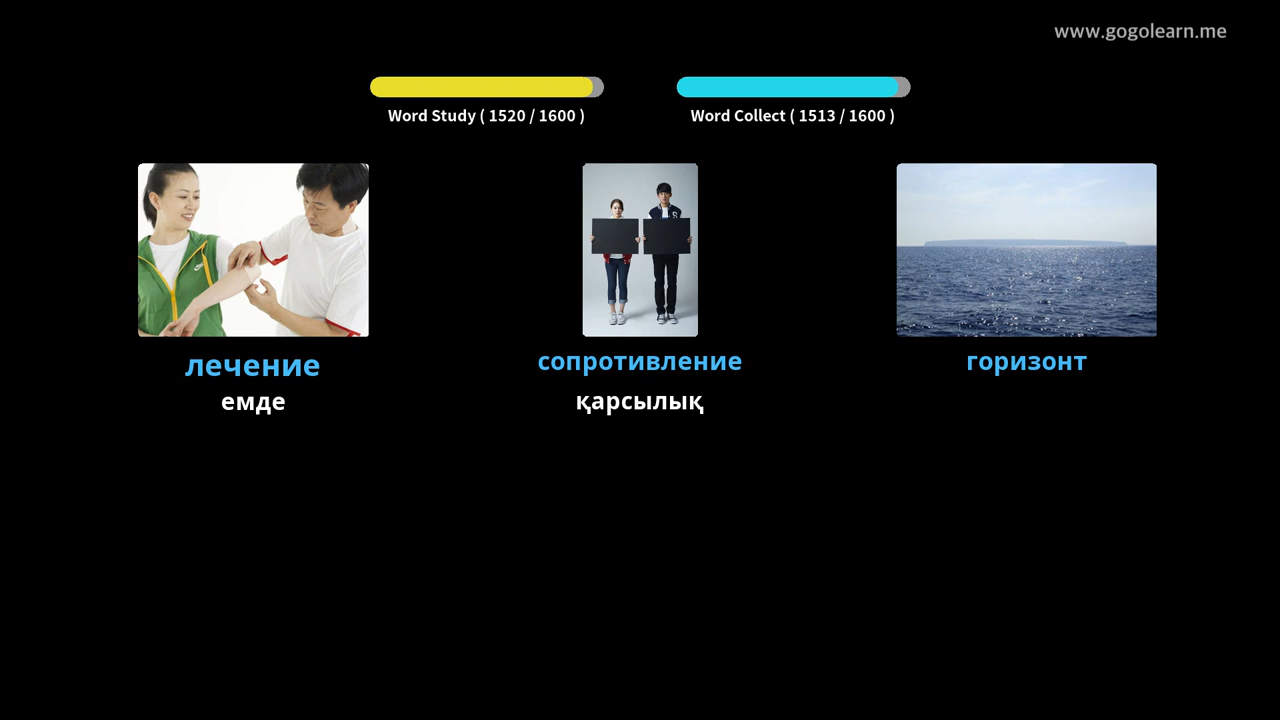 www.gogolearn.me
Word Study ( 1520 / 1600 )
Word Collect ( 1513 / 1600 )
лечение
емде
сопротивление
қарсылық
горизонт